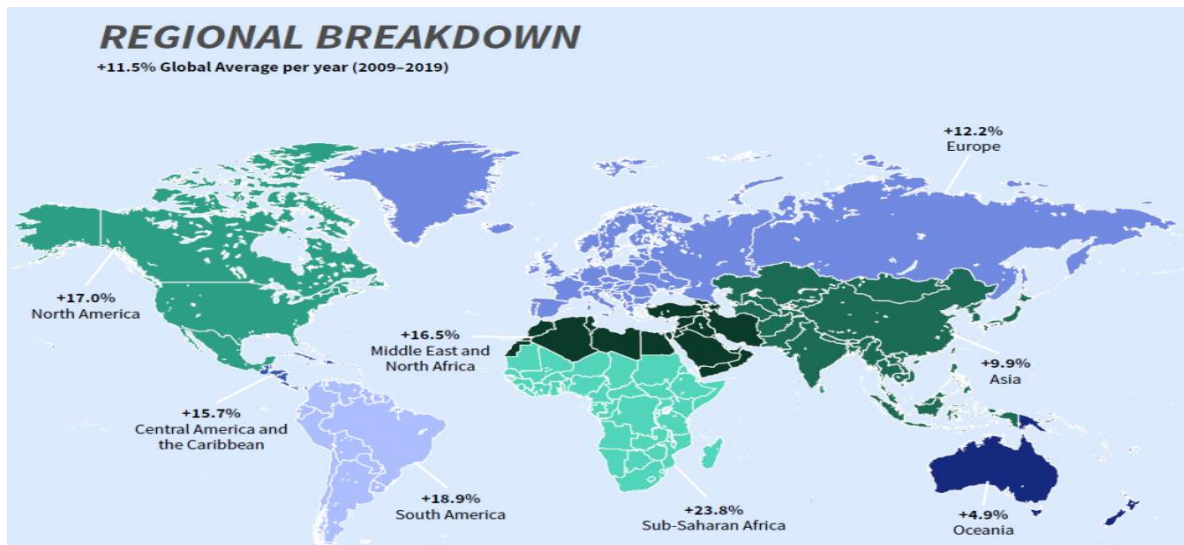 REGIONAL BREAKDOWN
+11.5% Global Average per year (2009–2019)
+12.2%
Europe
+17.0%
North America
+16.5%
Middle East and
North Africa
+9.9%
Asia
+15.7%
Central America and
the Caribbean
+18.9%
South America
+23.8%
Sub-Saharan Africa
+4.9%
Oceania